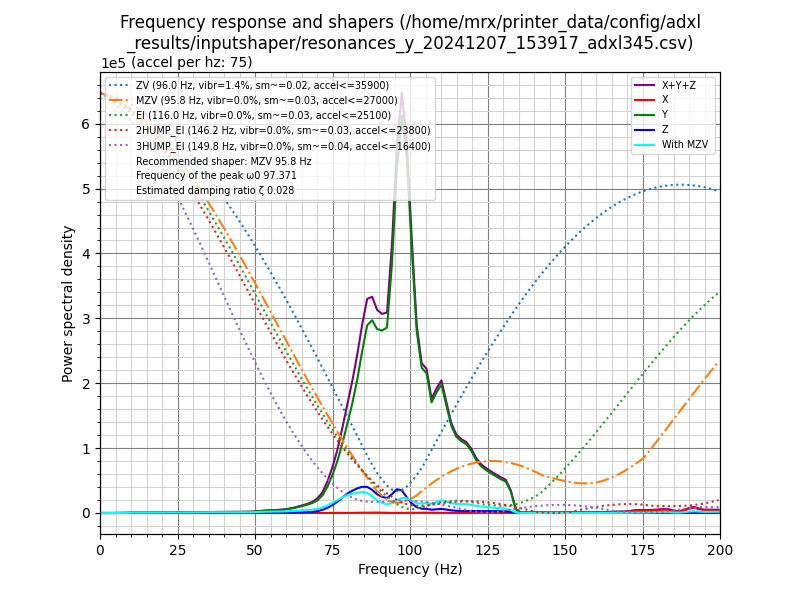 Frequency response and shapers (/home/mrx/printer_data/config/adxl
_results/inputshaper/resonances_y_20241207_153917_adxl345.csv)
1e5 (accel per hz: 75)
ZV (96.0 Hz, vibr=1.4%, sm~=0.02, accel<=35900)
MZV (95.8 Hz, vibr=0.0%, sm~=0.03, accel<=27000)
EI (116.0 Hz, vibr=0.0%, sm~=0.03, accel<=25100)
2HUMP_EI (146.2 Hz, vibr=0.0%, sm~=0.03, accel<=23800)
3HUMP_EI (149.8 Hz, vibr=0.0%, sm~=0.04, accel<=16400)
Recommended shaper: MZV 95.8 Hz
Frequency of the peak ω0 97.371
Estimated damping ratio ζ 0.028
X+Y+Z
X
Y
Z
With MZV
6
5
4
3
2
1
0
Power spectral density
0 25 50 75 100 125 150 175 200
Frequency (Hz)